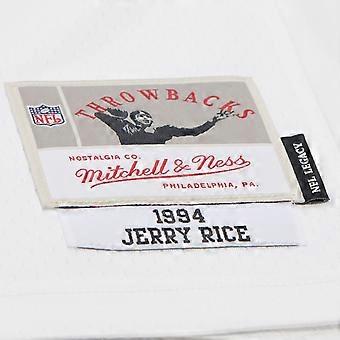 THROWBACKS
NFL
NOSTALGIA CO.
Mitchell & Ness
PHILADELPHIA, PA.
NFL LEGACY
1994
JERRY RICE